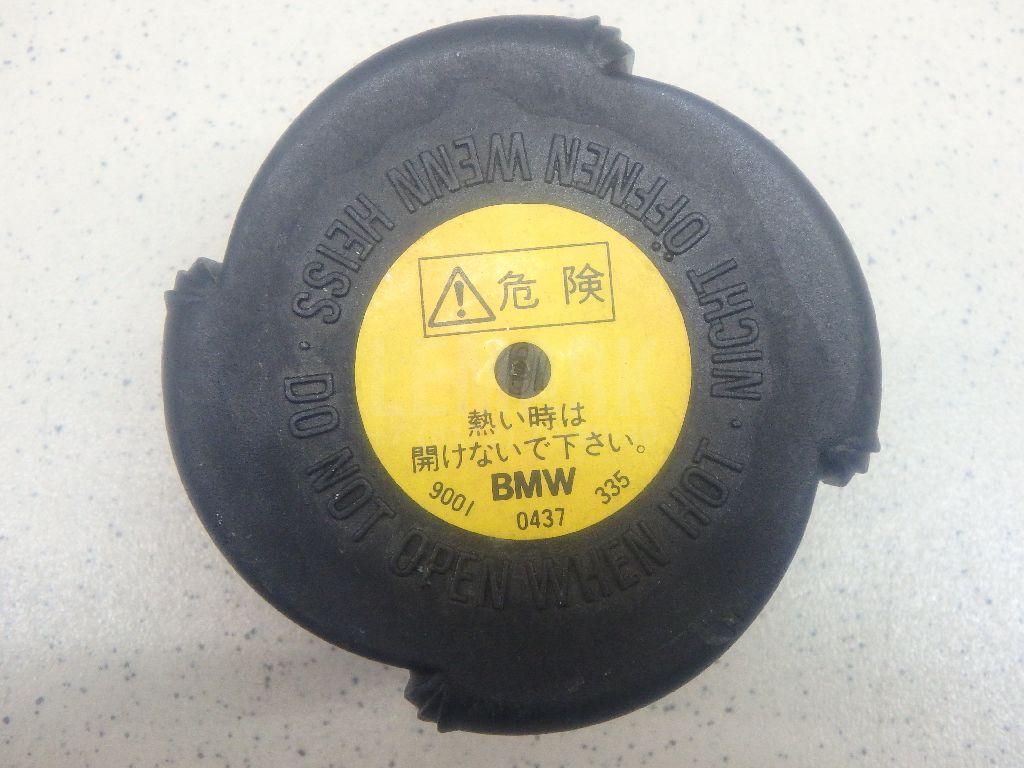 危険
熱い時は
開けないで下さい。
BMW
9001 0437 335
DO NOT OPEN WHEN HOT ·
NICHT ÖFFNEN WENN HEISS ·